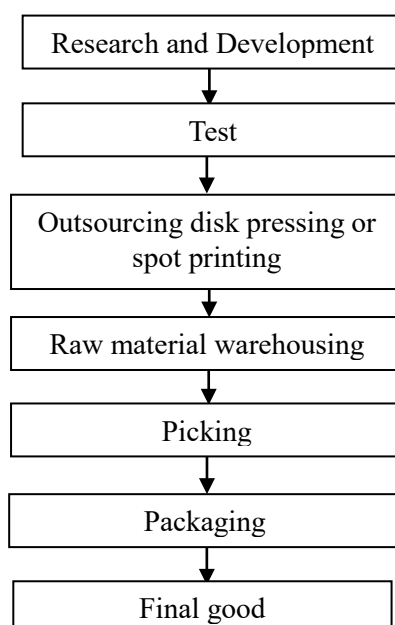 Research and Development
Test
Outsourcing disk pressing or
spot printing
Raw material warehousing
Picking
Packaging
Final good